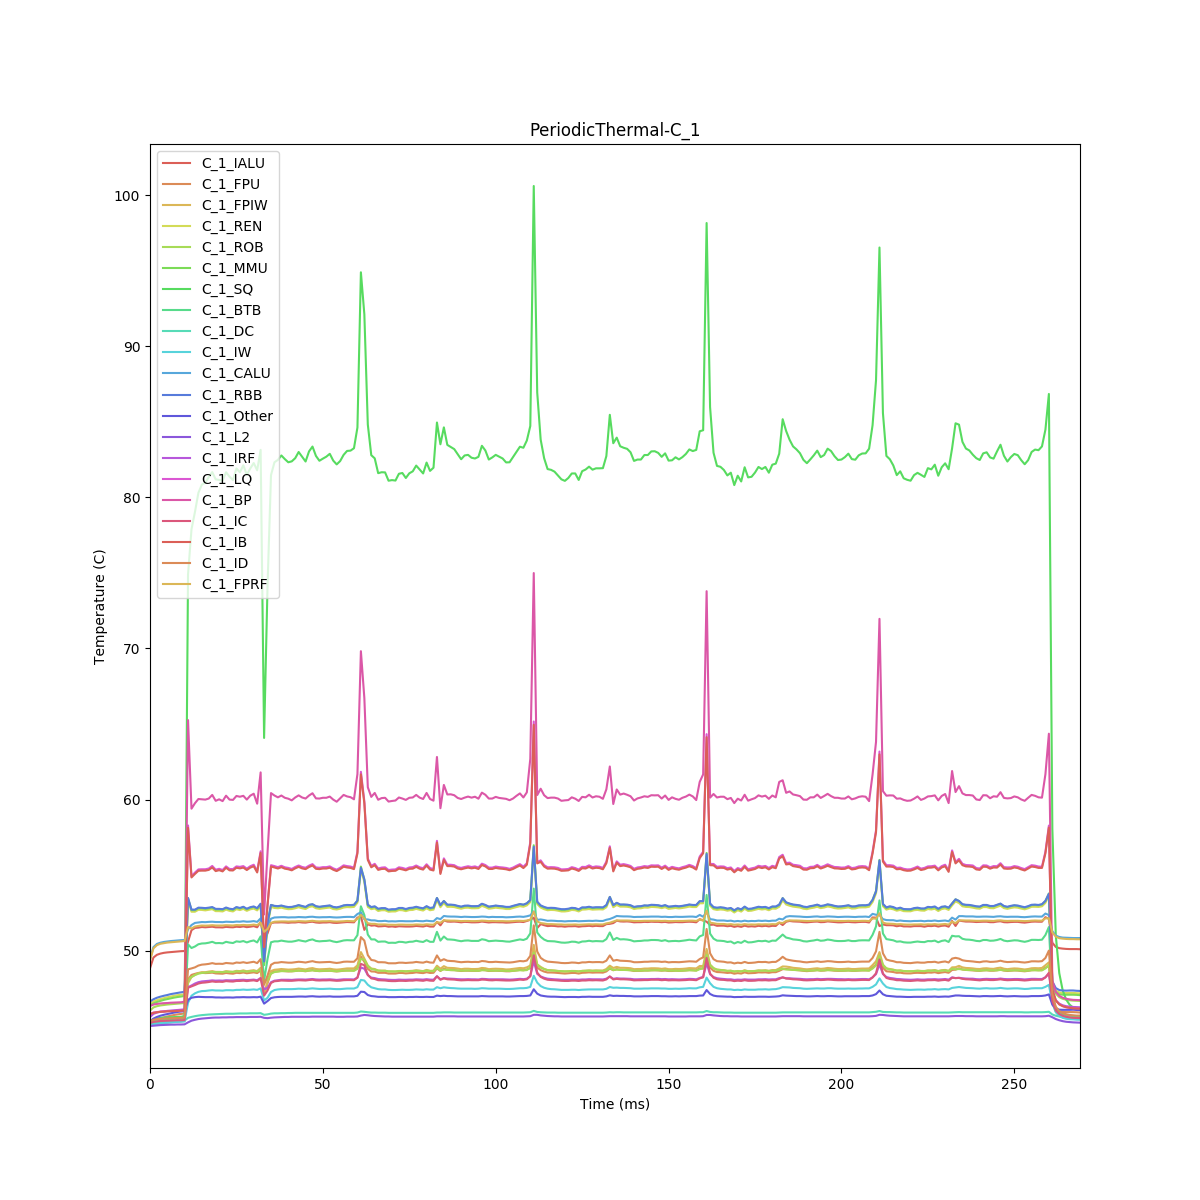 PeriodicThermal-C_1
C_1_IALU
C_1_FPU
C_1_FPIW
C_1_REN
C_1_ROB
C_1_MMU
C_1_SQ
C_1_BTB
C_1_DC
C_1_IW
C_1_CALU
C_1_RBB
C_1_Other
C_1_L2
C_1_IRF
C_1_LQ
C_1_BP
C_1_IC
C_1_IB
C_1_ID
C_1_FPRF
100
90
80
70
60
50
Temperature (C)
0 50 100 150 200 250
Time (ms)